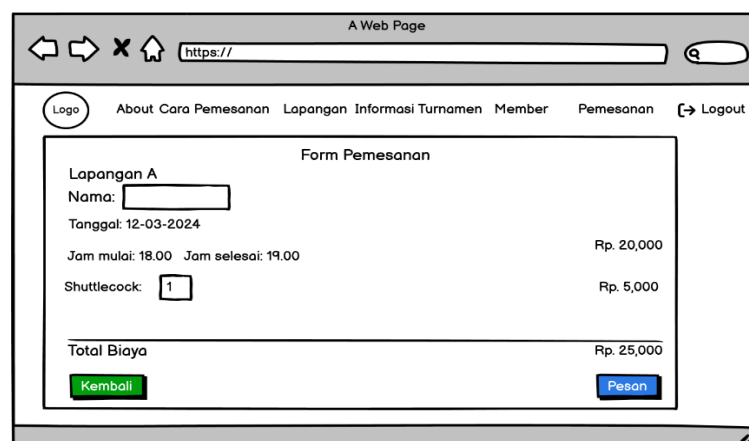 A Web Page
https://
Logo About Cara Pemesanan Lapangan Informasi Turnamen Member Pemesanan Logout
Form Pemesanan
Lapangan A
Nama:
Tanggal: 12-03-2024
Jam mulai: 18.00 Jam selesai: 19.00 Rp. 20,000
Shuttlecock: 1 Rp. 5,000
Total Biaya Rp. 25,000
Kembali Pesan